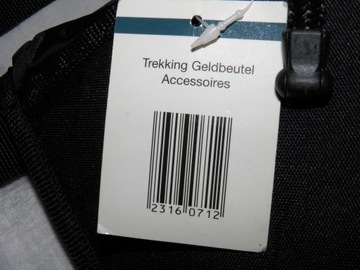 Trekking Geldbeutel
Accessoires
2316 0712